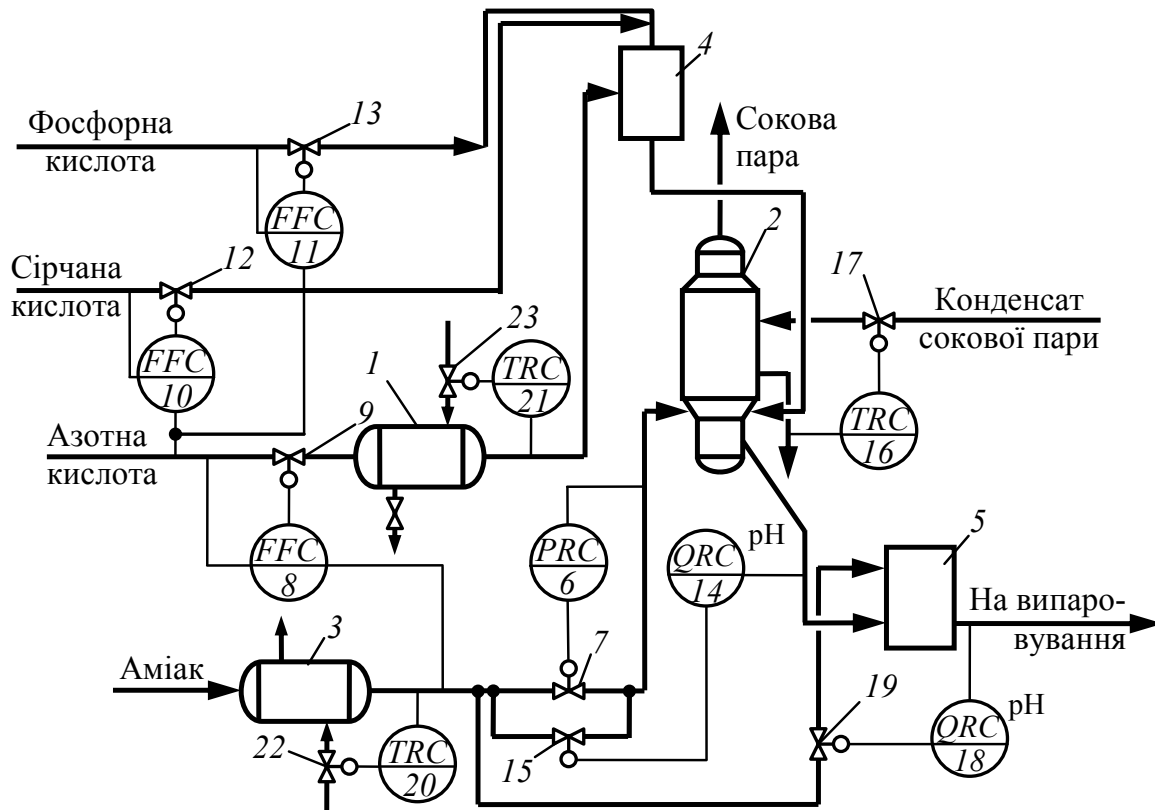 4
Фосфорна
кислота
13
Сокова
пара
FFC
11
2
Сірчана
кислота
12
17
Конденсат
сокової пари
23
FFC
10
1
TRC
21
9
TRC
16
Азотна
кислота
FFC
8
PRC
6
QRC
14
pH
5
На випаро-
вування
3
7
Аміак
19
22
TRC
20
15
QRC
18
pH